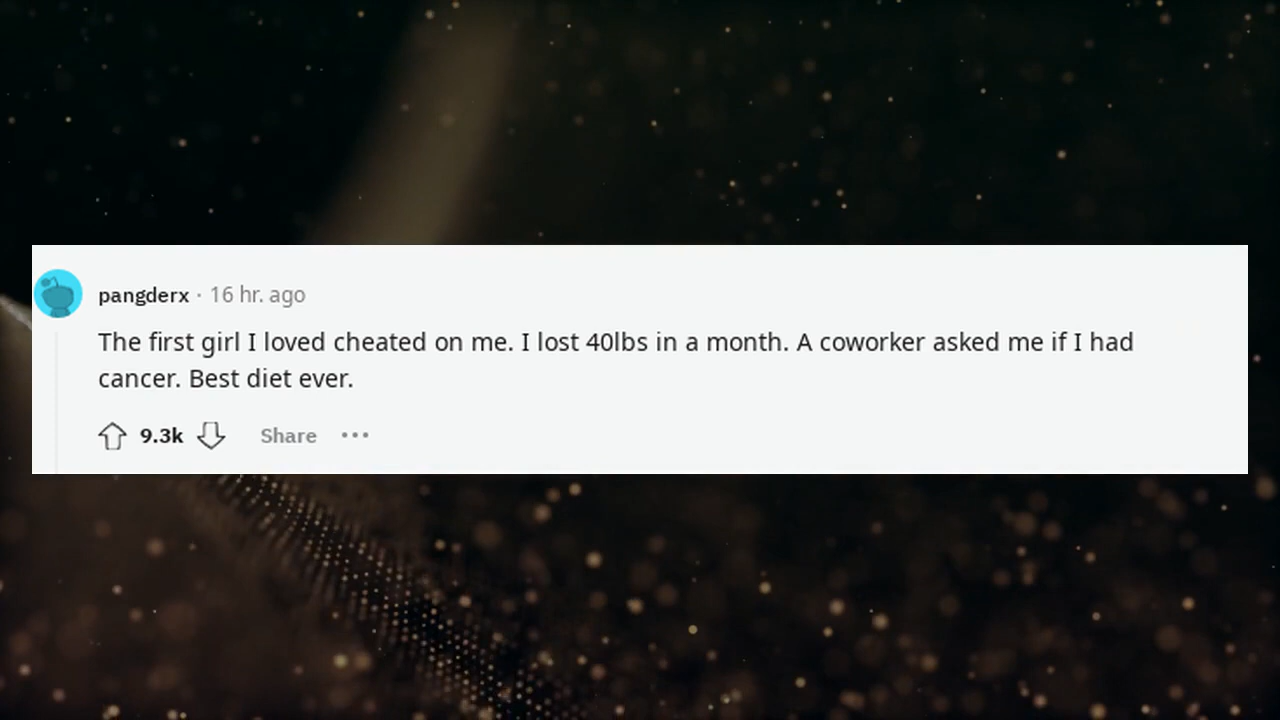 pangderx · 16 hr. ago
The first girl I loved cheated on me. I lost 40lbs in a month. A coworker asked me if I had
cancer. Best diet ever.
9.3k Share